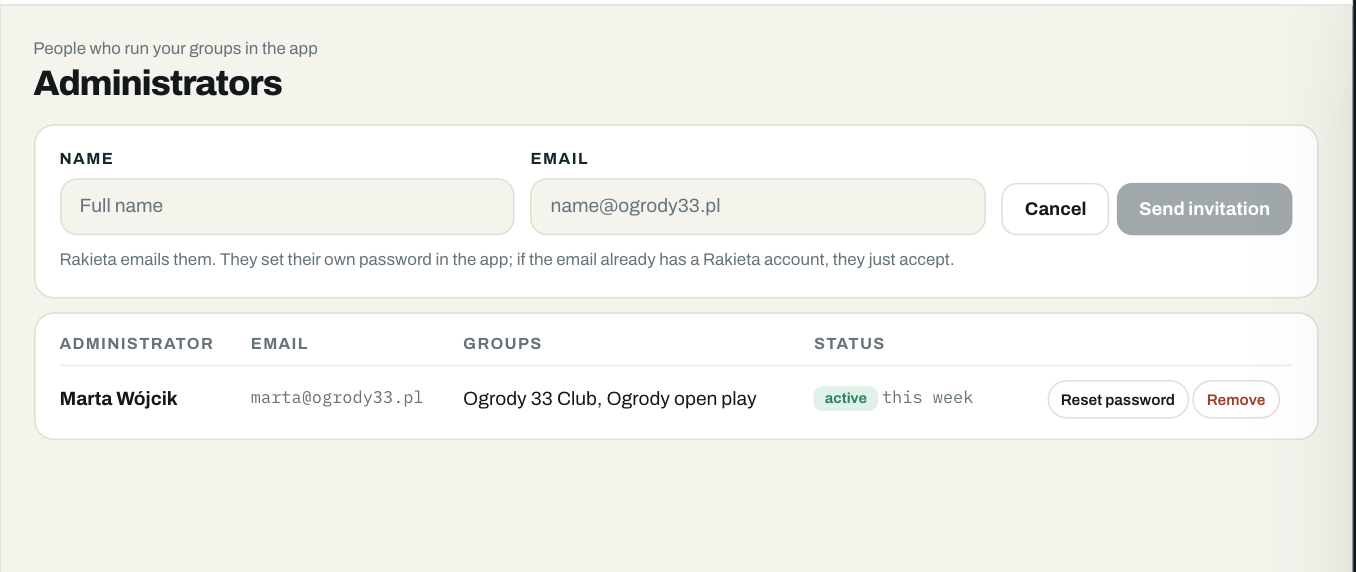 People who run your groups in the app
Administrators
NAME EMAIL
Full name name@ogrody33.pl Cancel Send invitation
Rakieta emails them. They set their own password in the app; if the email already has a Rakieta account, they just accept.
ADMINISTRATOR EMAIL GROUPS STATUS
Marta Wójcik marta@ogrody33.pl Ogrody 33 Club, Ogrody open play active this week Reset password Remove